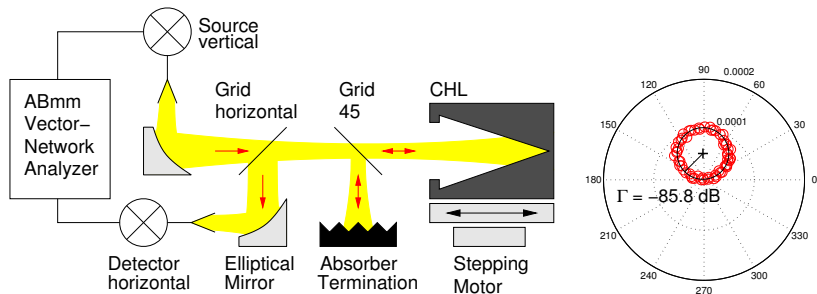 Source
vertical
ABmm
Vector–
Network
Analyzer
Grid
horizontal
Grid
45
CHL
Detector
horizontal
Elliptical
Mirror
Absorber
Termination
Stepping
Motor
90
0.0002
120
60
0.0001
150
30
180
0
Γ = −85.8 dB
210
330
240
300
270